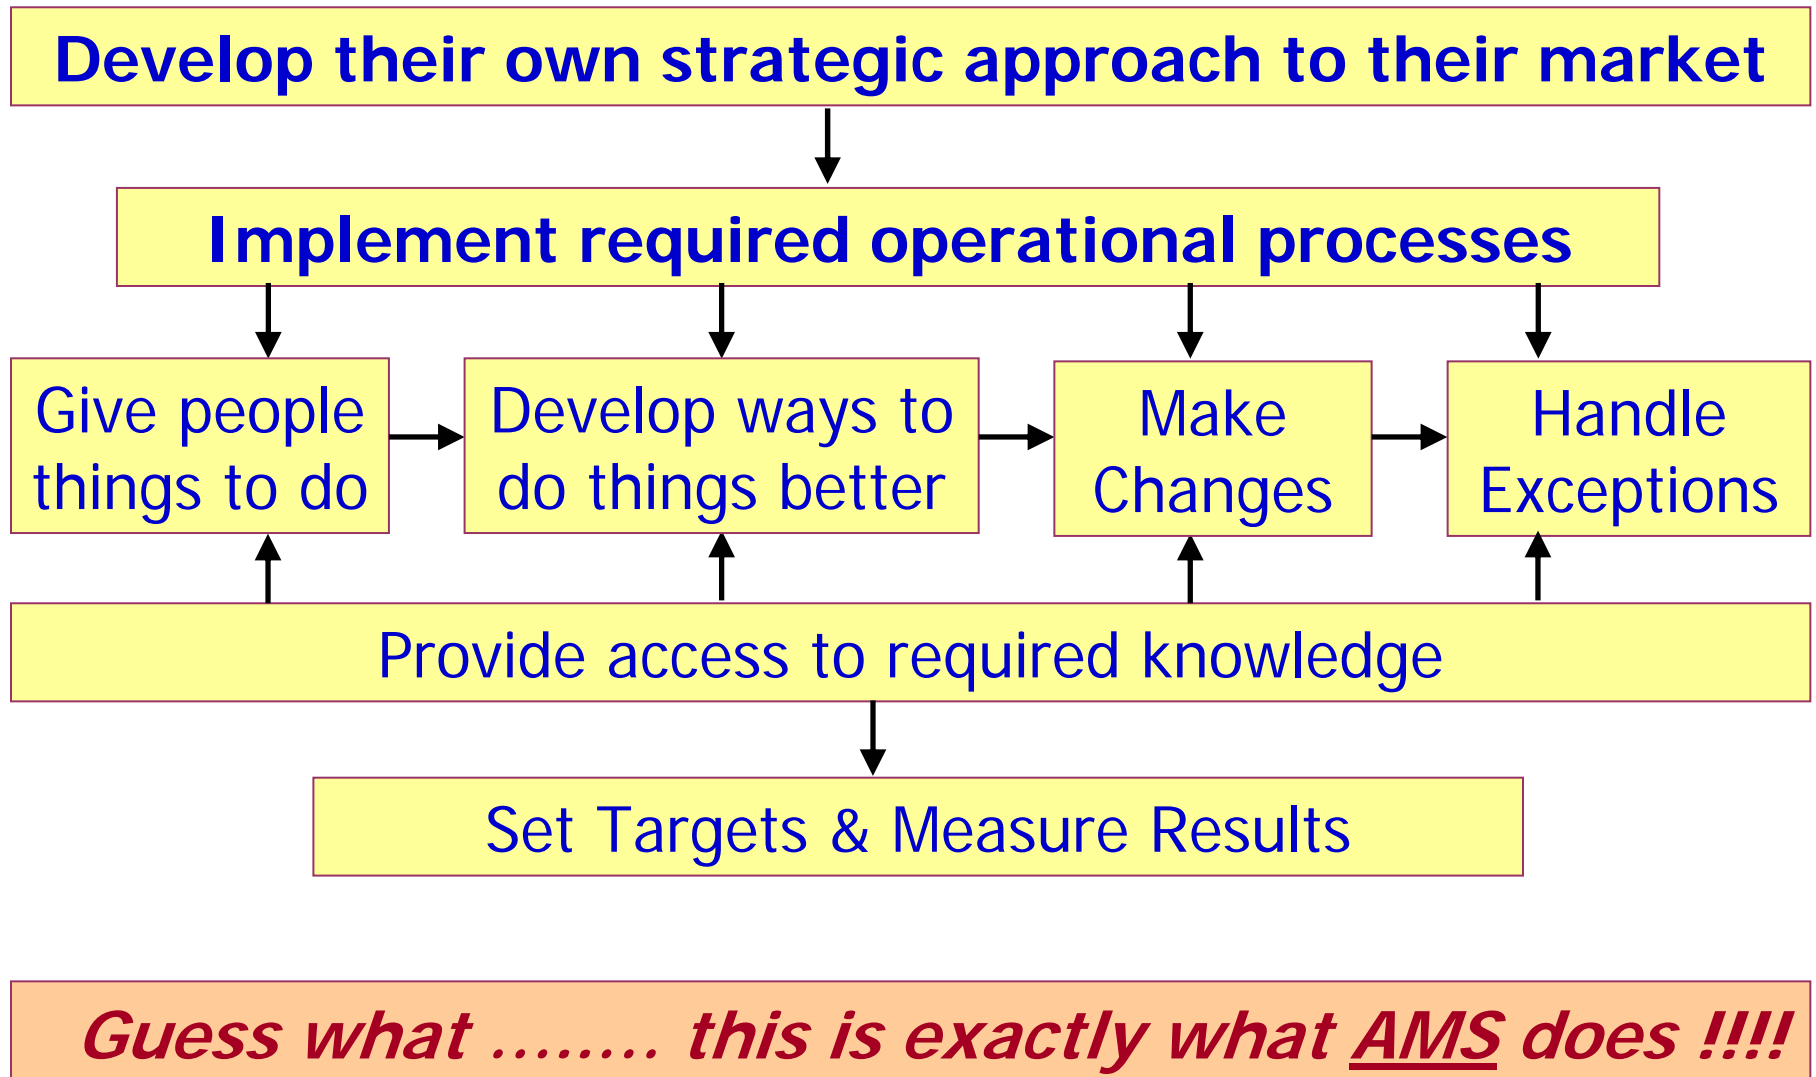 Develop their own strategic approach to their market
Implement required operational processes
Give people
things to do
Develop ways to
do things better
Make
Changes
Handle
Exceptions
Provide access to required knowledge
Set Targets & Measure Results
Guess what ........ this is exactly what AMS does !!!!